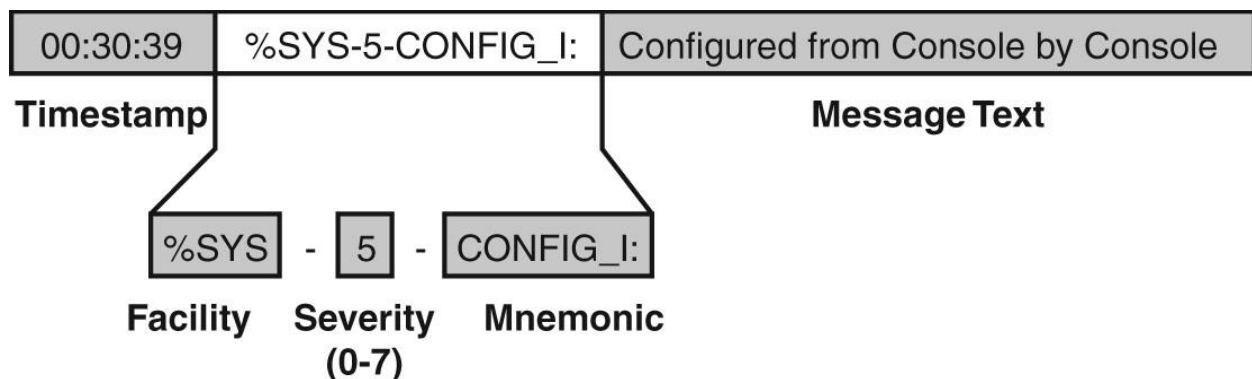 00:30:39 %SYS-5-CONFIG_I: Configured from Console by Console
Timestamp Message Text
%SYS - 5 - CONFIG_I:
Facility Severity Mnemonic
(0-7)